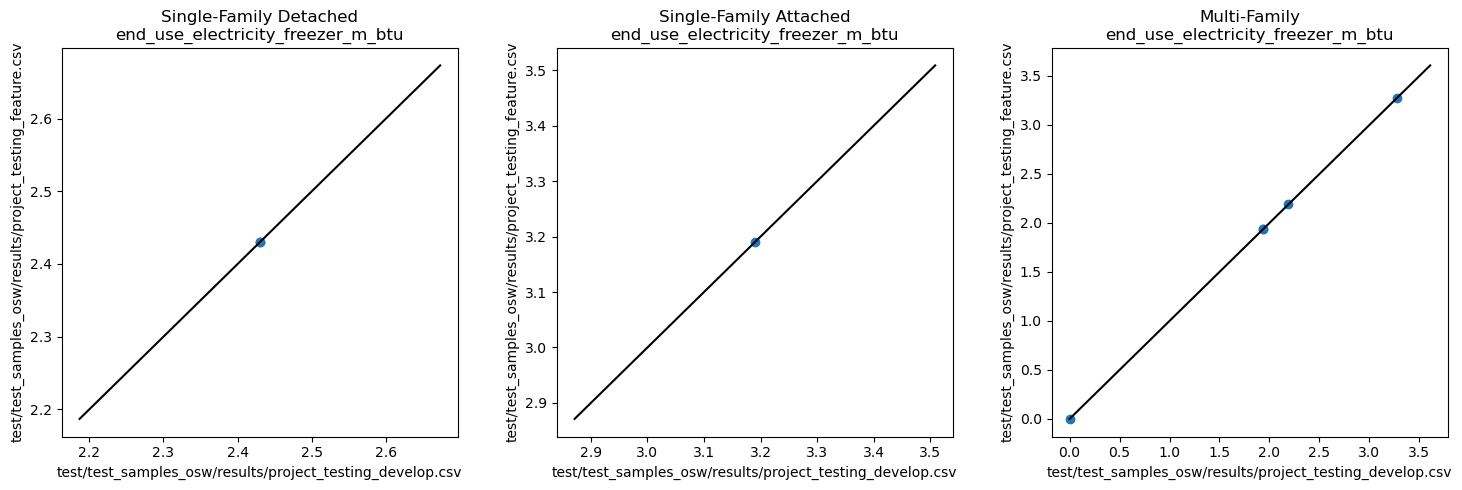 Single-Family Detached
end_use_electricity_freezer_m_btu
test/test_samples_osw/results/project_testing_feature.csv
2.6
2.5
2.4
2.3
2.2
2.2 2.3 2.4 2.5 2.6
test/test_samples_osw/results/project_testing_develop.csv
Single-Family Attached
end_use_electricity_freezer_m_btu
test/test_samples_osw/results/project_testing_feature.csv
3.5
3.4
3.3
3.2
3.1
3.0
2.9
2.9 3.0 3.1 3.2 3.3 3.4 3.5
test/test_samples_osw/results/project_testing_develop.csv
Multi-Family
end_use_electricity_freezer_m_btu
test/test_samples_osw/results/project_testing_feature.csv
3.5
3.0
2.5
2.0
1.5
1.0
0.5
0.0
0.0 0.5 1.0 1.5 2.0 2.5 3.0 3.5
test/test_samples_osw/results/project_testing_develop.csv